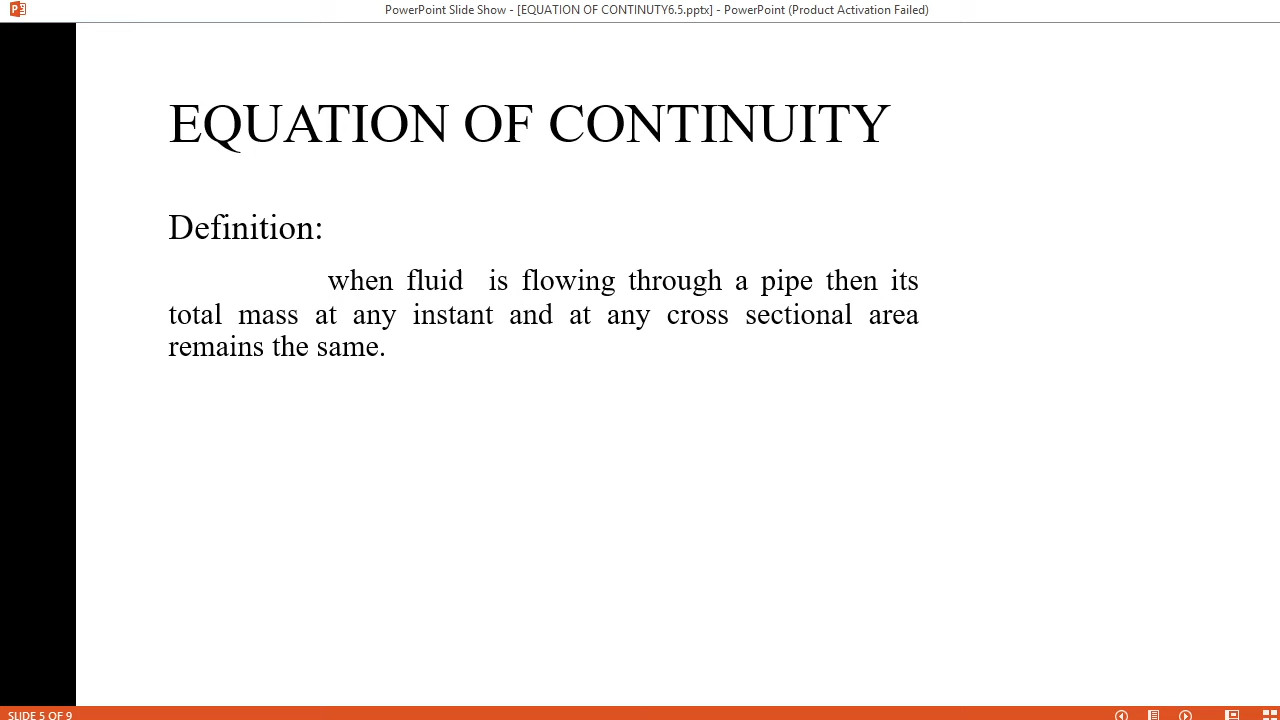 PowerPoint Slide Show - [EQUATION OF CONTINUTY6.5.pptx] - PowerPoint (Product Activation Failed)
EQUATION OF CONTINUITY
Definition:
when fluid is flowing through a pipe then its
total mass at any instant and at any cross sectional area
remains the same.
SLIDE 5 OF 9